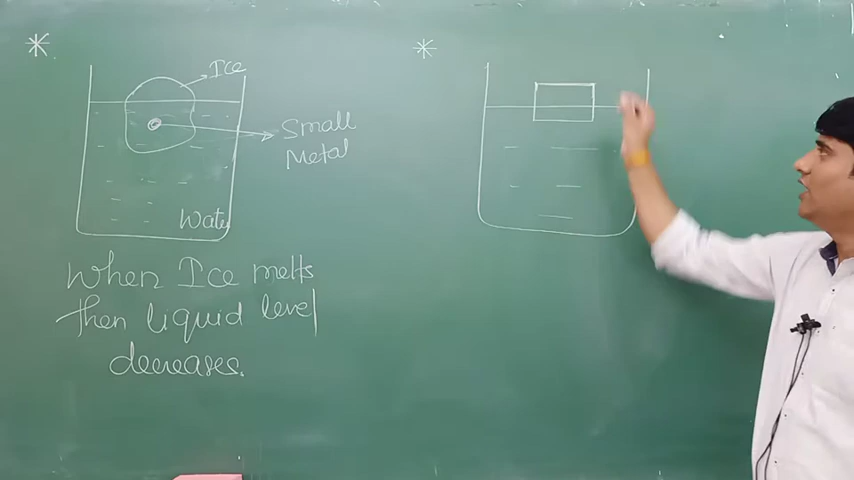 *
Ice
Small
Metal
Water
When Ice melts
then liquid level
decreases.
*